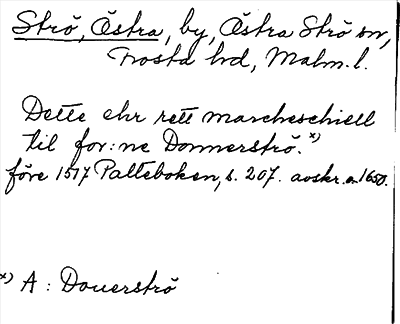 Strö, Östra, by, Östra Strö sn,
Frosta hd, Malm. l.
Dette ehr rett marcheschiell
til for:ne Donnerströ.x)
före 1517 Palteboken, s. 207. avskr. o. 1650.
x) A : Douerströ